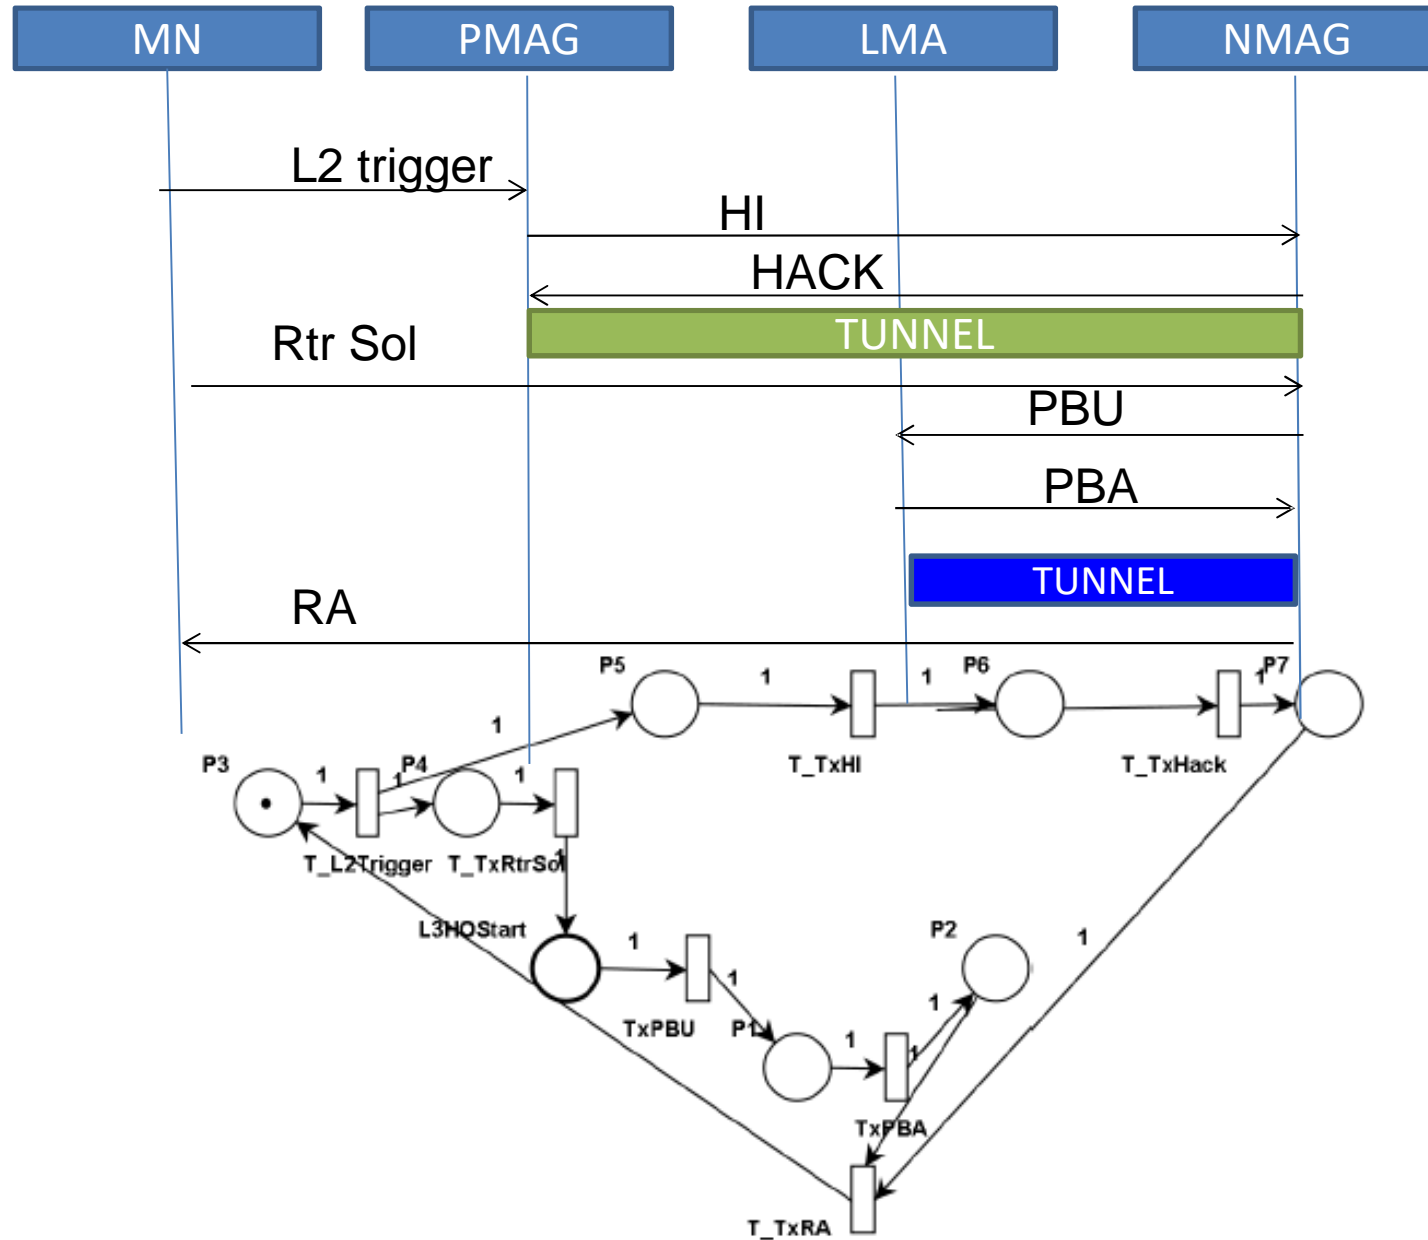 MN PMAG LMA NMAG
L2 trigger
HI
HACK
TUNNEL
Rtr Sol
PBU
PBA
TUNNEL
RA
P5 1 1 P6 1 P7
1
T_TxHI T_TxHack
P3 1 1 P4 1
T_L2Trigger T_TxRtrSol 1
L3HOStart 1 P2 1
1 1
TxPBU P1 1 1
TxPBA
T_TxRA